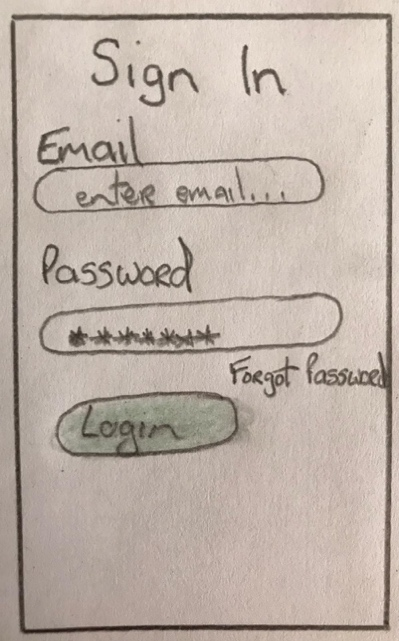 Sign In
Email
enter email...
Password
*******
Forgot Password
Login